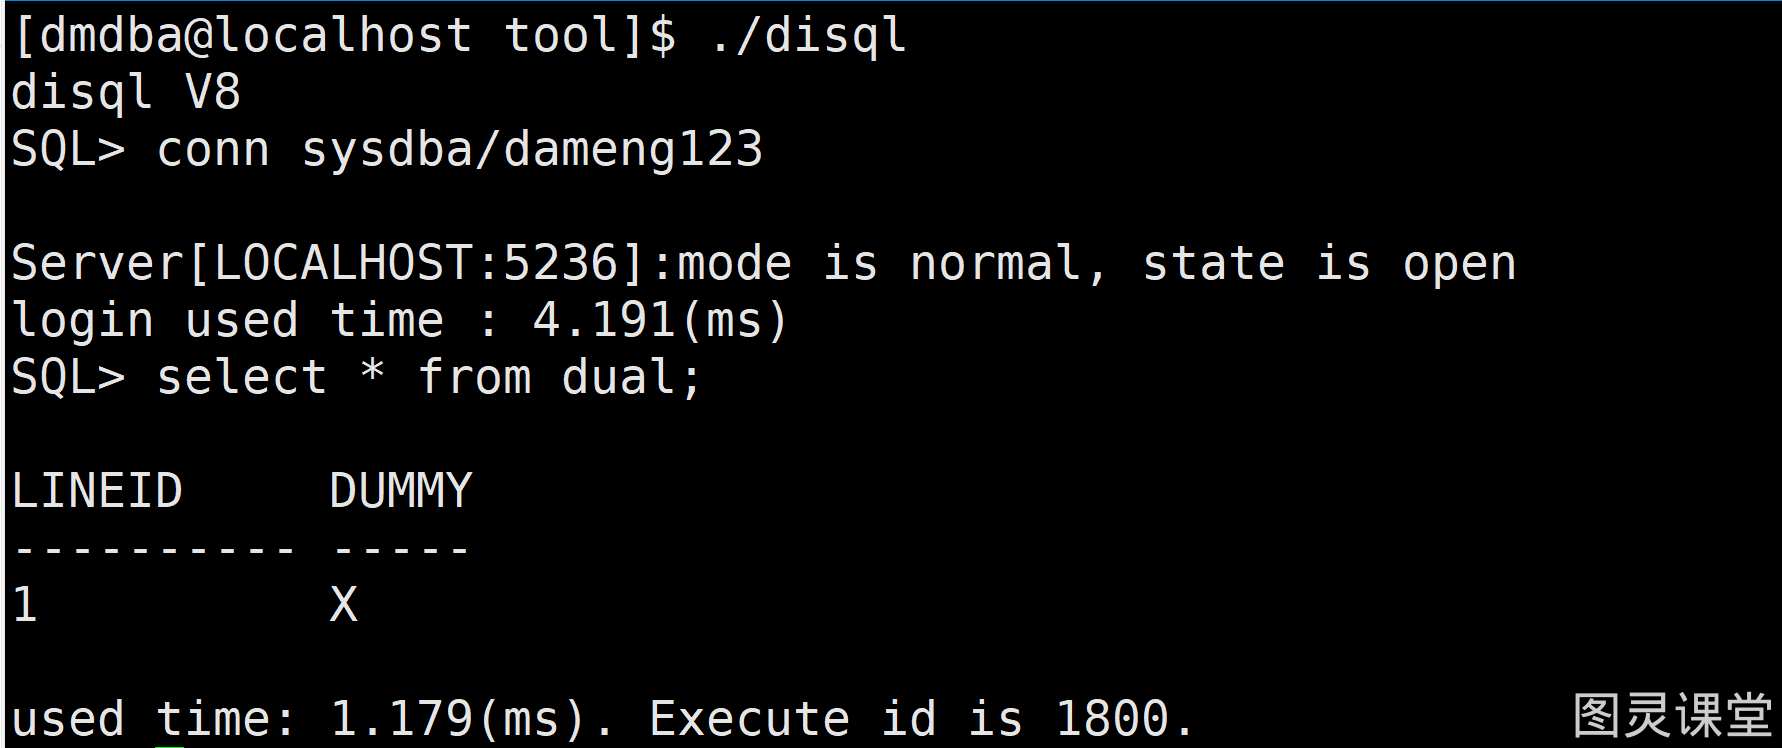 [dmdba@localhost tool]$ ./disql
disql V8
SQL> conn sysdba/dameng123
Server[LOCALHOST:5236]:mode is normal, state is open
login used time : 4.191(ms)
SQL> select * from dual;
LINEID     DUMMY
---------- -----
1          X
used time: 1.179(ms). Execute id is 1800.
图灵课堂